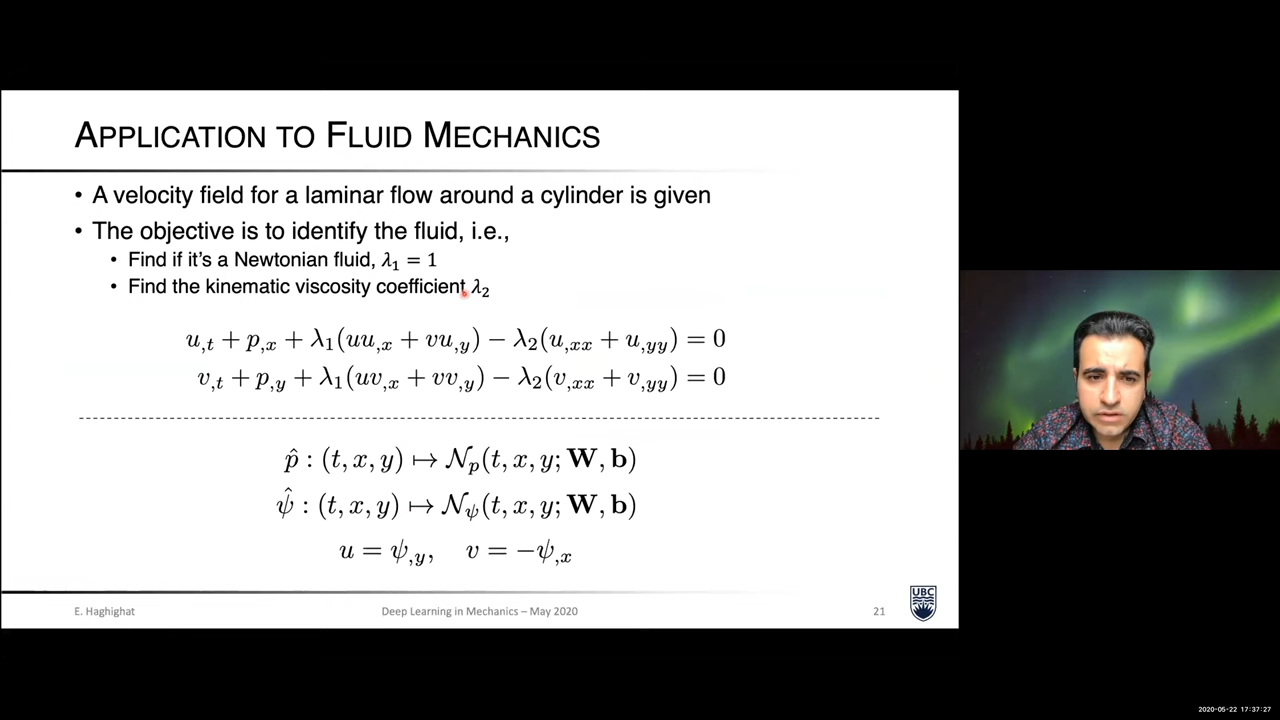 APPLICATION TO FLUID MECHANICS
• A velocity field for a laminar flow around a cylinder is given
• The objective is to identify the fluid, i.e.,
• Find if it's a Newtonian fluid, λ₁ = 1
• Find the kinematic viscosity coefficient λ₂
u,t + p,x + λ₁(uu,x + vu,y) − λ₂(u,xx + u,yy) = 0
v,t + p,y + λ₁(uv,x + vv,y) − λ₂(v,xx + v,yy) = 0
p̂ : (t, x, y) ↦ 𝒩p(t, x, y; W, b)
ψ̂ : (t, x, y) ↦ 𝒩ψ(t, x, y; W, b)
u = ψ,y, v = −ψ,x
E. Haghighat
Deep Learning in Mechanics – May 2020
21
UBC
2020-05-22 17:37:27